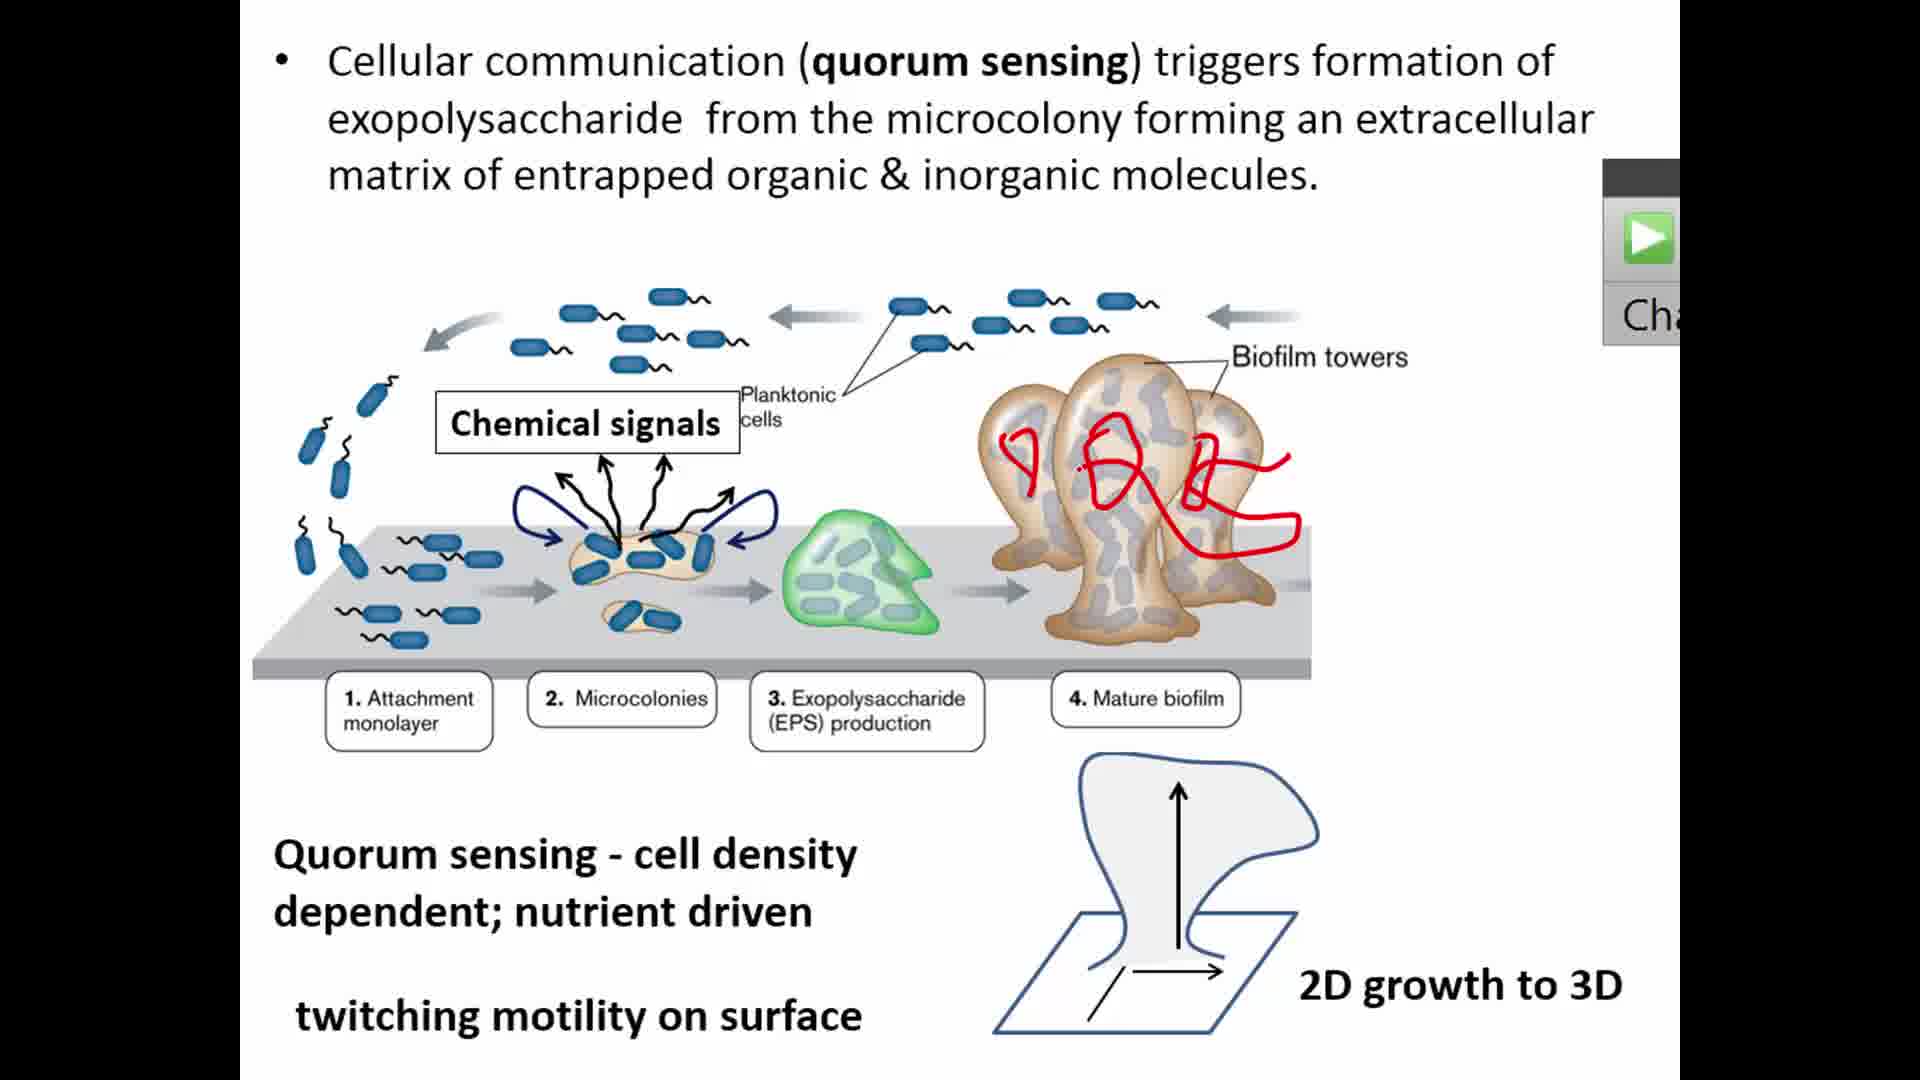 • Cellular communication (quorum sensing) triggers formation of
exopolysaccharide from the microcolony forming an extracellular
matrix of entrapped organic & inorganic molecules.
Cha
Biofilm towers
Planktonic
cells
Chemical signals
1. Attachment
monolayer
2. Microcolonies
3. Exopolysaccharide
(EPS) production
4. Mature biofilm
Quorum sensing - cell density
dependent; nutrient driven
twitching motility on surface
2D growth to 3D